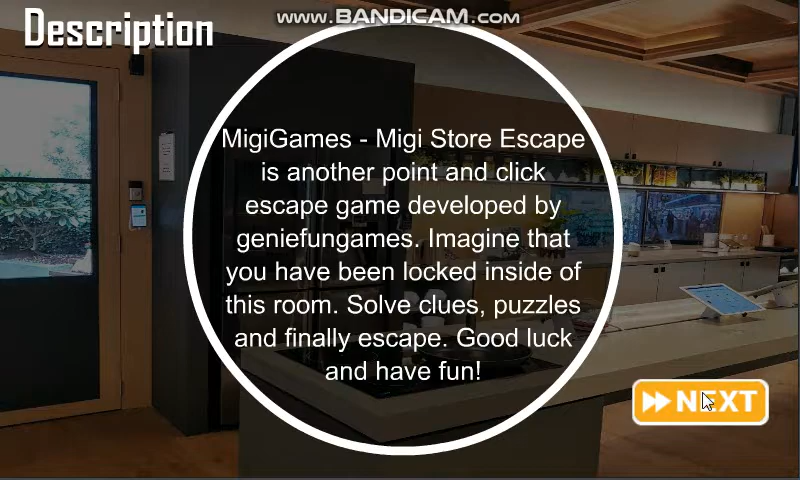 www.BANDICAM.com
Description
MigiGames - Migi Store Escape
is another point and click
escape game developed by
geniefungames. Imagine that
you have been locked inside of
this room. Solve clues, puzzles
and finally escape. Good luck
and have fun!
NEXT